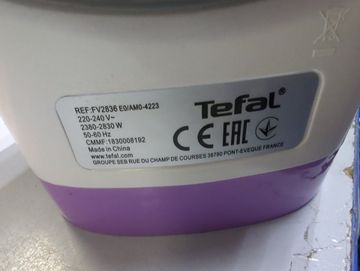 REF:FV2836 E0/AM0-4223
220-240 V~
2380-2830 W
50-60 Hz
CMMF:1830008192
Made in China
www.tefal.com
Tefal®
CE EAC
GROUPE SEB RUE DU CHAMP DE COURSES 38780 PONT-EVEQUE FRANCE